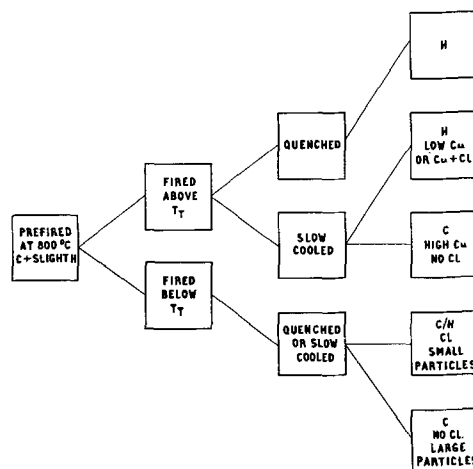 H
H
LOW Cu
OR Cu+CL
QUENCHED
FIRED
ABOVE
TT
PREFIRED
AT 800 °C
C+SLIGHTH
SLOW
COOLED
C
HIGH Cu
NO CL
FIRED
BELOW
TT
QUENCHED
OR SLOW
COOLED
C/H
CL
SMALL
PARTICLES
C
NO CL
LARGE
PARTICLES